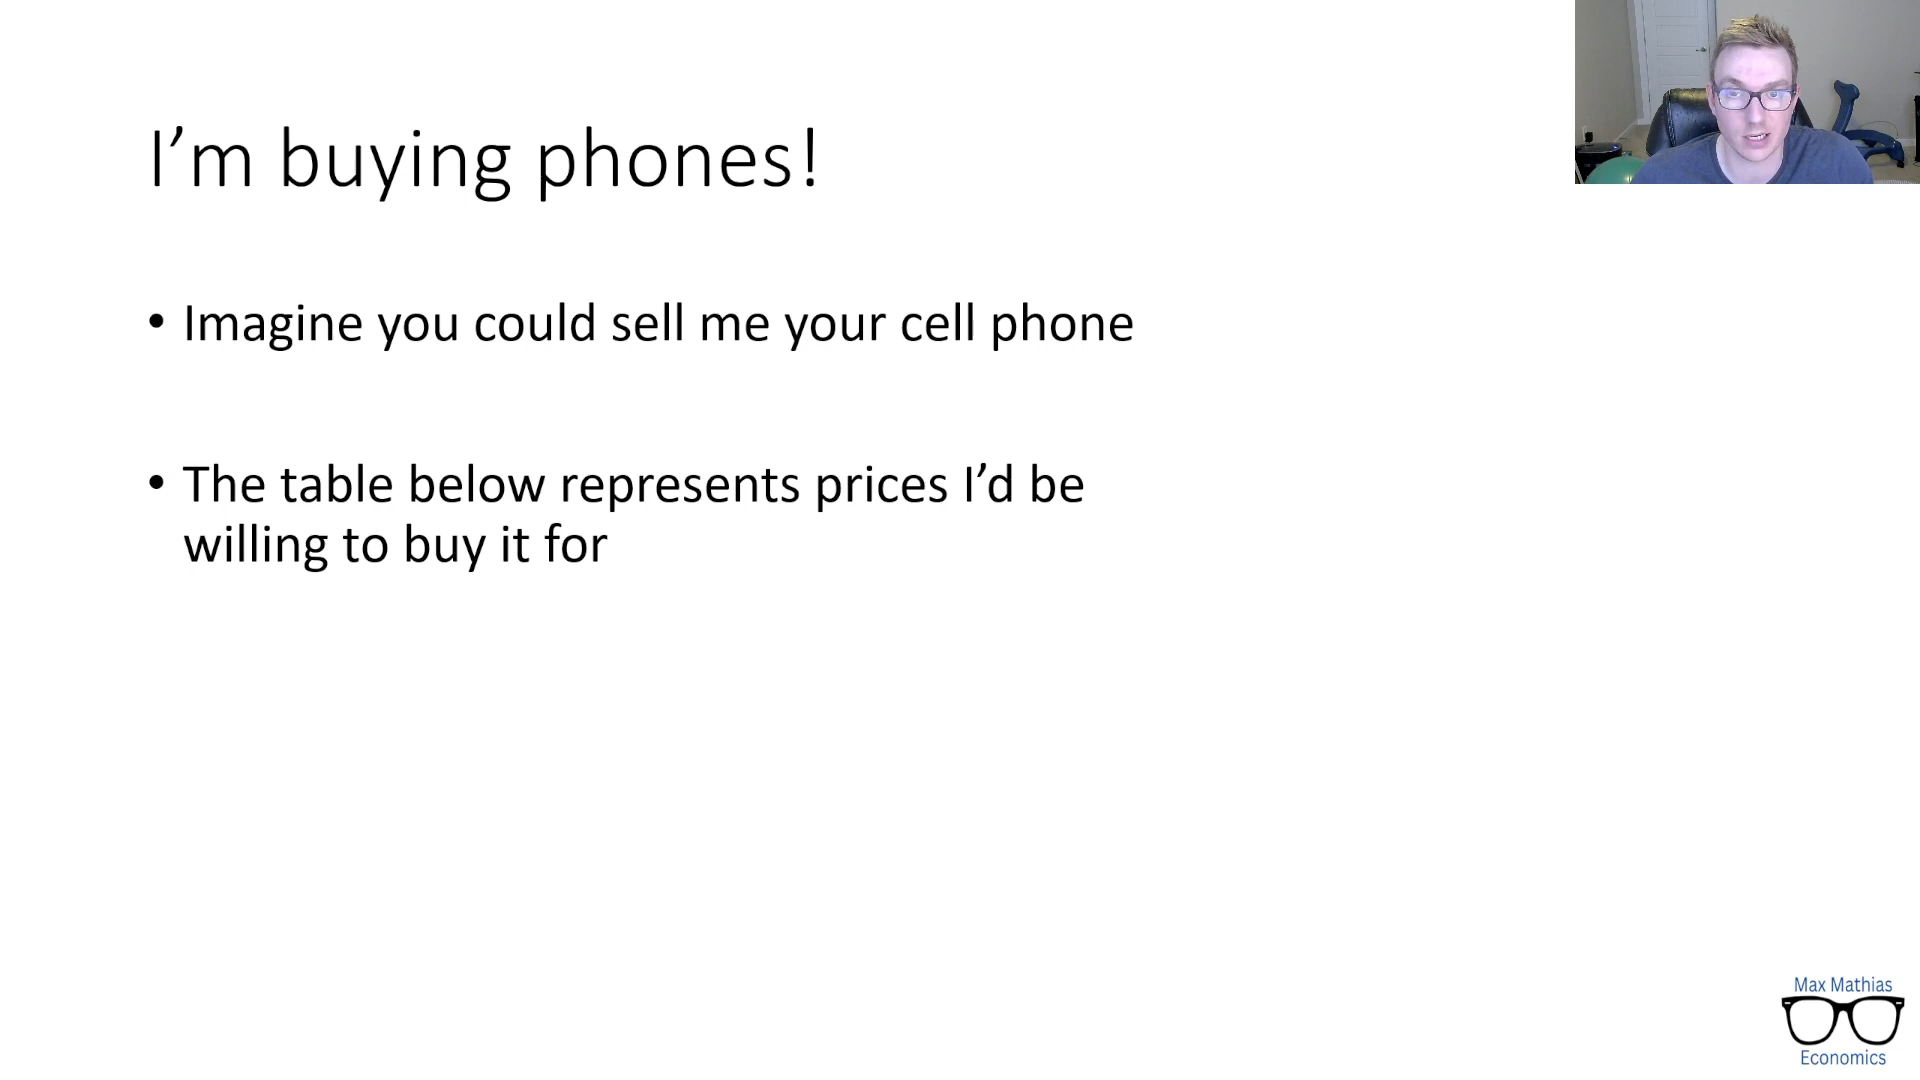 I’m buying phones!
• Imagine you could sell me your cell phone
• The table below represents prices I’d be
willing to buy it for
Max Mathias
Economics